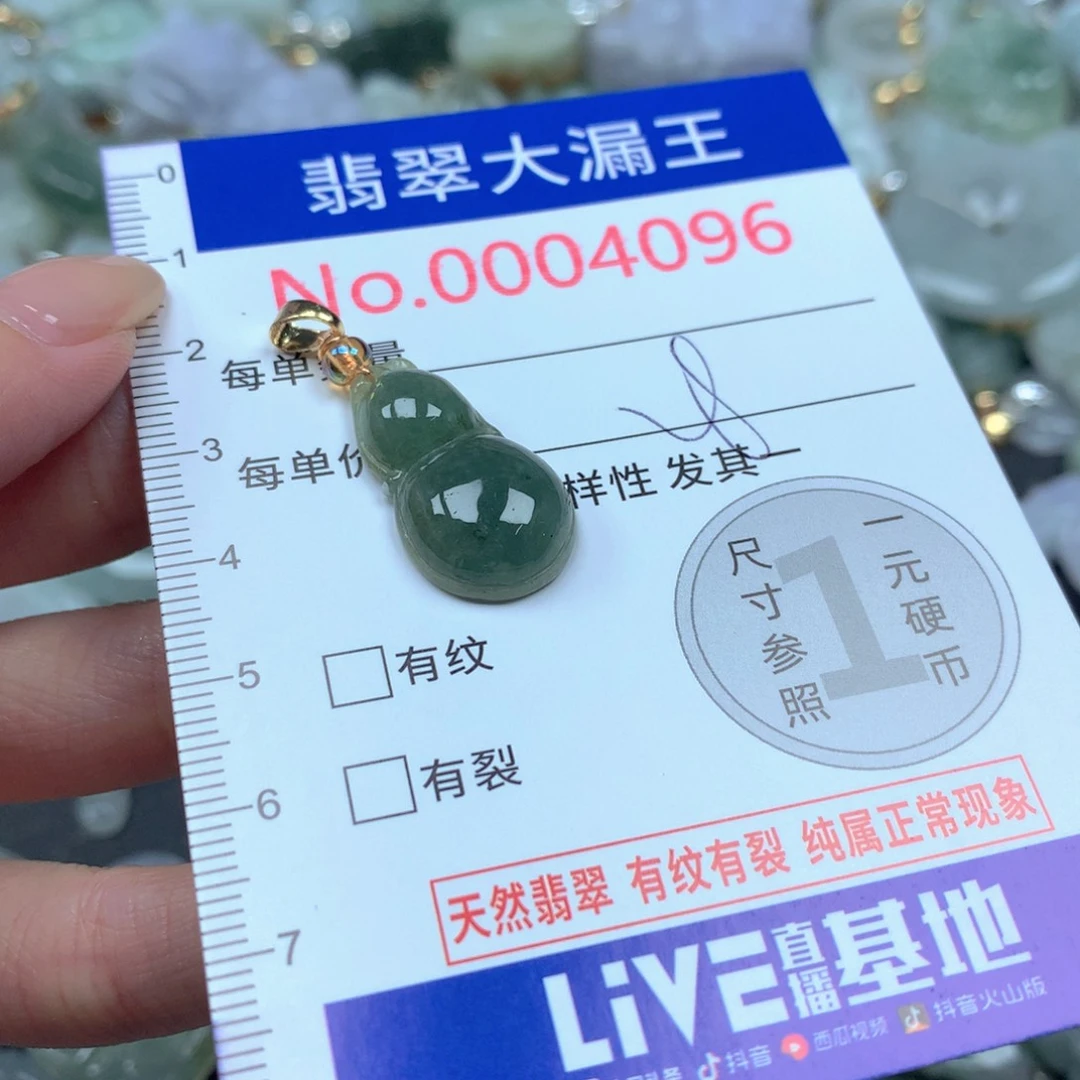 翡翠大漏王
No.0004096
每单 量
每单价 样性 发其一
有纹
有裂
尺寸参照
一元硬币
1
天然翡翠 有纹有裂 纯属正常现象
LiVE直播基地
抖音 西瓜视频 抖音火山版
0
1
2
3
4
5
6
7